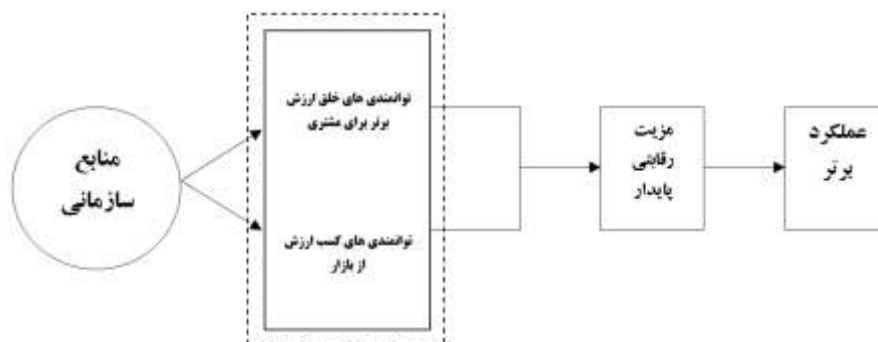 منابع
سازمانی
توانمندی های خلق ارزش
برتر برای مشتری
توانمندی های کسب ارزش
از بازار
مزیت
رقابتی
پایدار
عملکرد
برتر